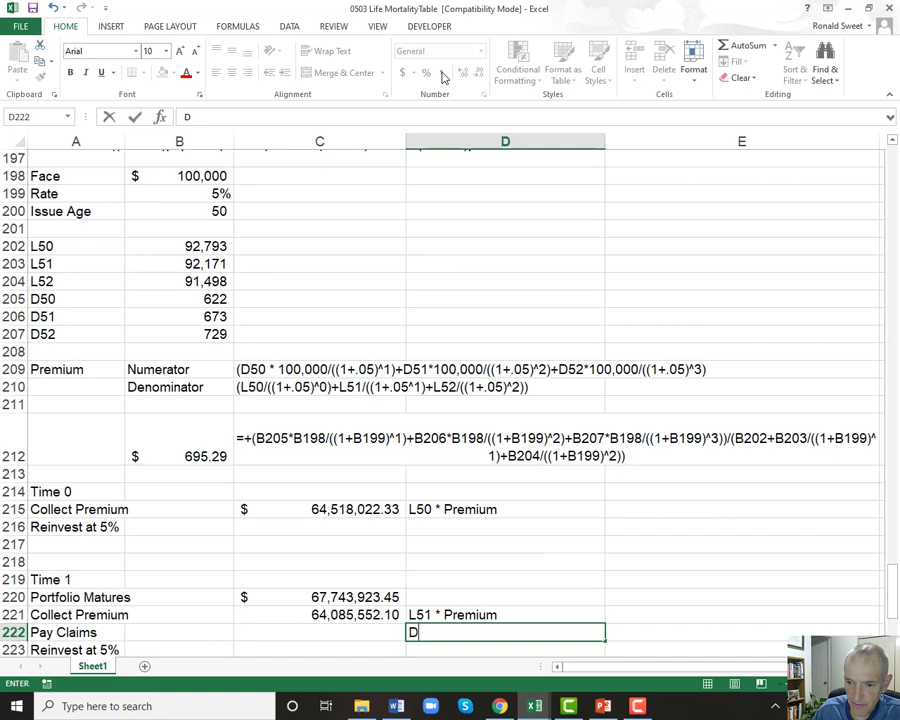 0503 Life MortalityTable [Compatibility Mode] - Excel
FILE HOME INSERT PAGE LAYOUT FORMULAS DATA REVIEW VIEW DEVELOPER Ronald Sweet
Paste Arial 10 A A Wrap Text General AutoSum
B I U A Merge & Center $ % Conditional Formatting Format as Table Cell Styles Insert Delete Format Fill Clear Sort & Filter Find & Select
Clipboard Font Alignment Number Styles Cells Editing
D222 fx D
A B C D E
197
198 Face $ 100,000
199 Rate 5%
200 Issue Age 50
201
202 L50 92,793
203 L51 92,171
204 L52 91,498
205 D50 622
206 D51 673
207 D52 729
208
209 Premium Numerator (D50 * 100,000/((1+.05)^1)+D51*100,000/((1+.05)^2)+D52*100,000/((1+.05)^3)
210 Denominator (L50/((1+.05)^0)+L51/((1+.05^1)+L52/((1+.05)^2))
211
=+(B205*B198/((1+B199)^1)+B206*B198/((1+B199)^2)+B207*B198/((1+B199)^3))/(B202+B203/((1+B199)^
212 $ 695.29 1)+B204/((1+B199)^2))
213
214 Time 0
215 Collect Premium $ 64,518,022.33 L50 * Premium
216 Reinvest at 5%
217
218
219 Time 1
220 Portfolio Matures $ 67,743,923.45
221 Collect Premium 64,085,552.10 L51 * Premium
222 Pay Claims D
223 Reinvest at 5%
Sheet1
ENTER
Type here to search